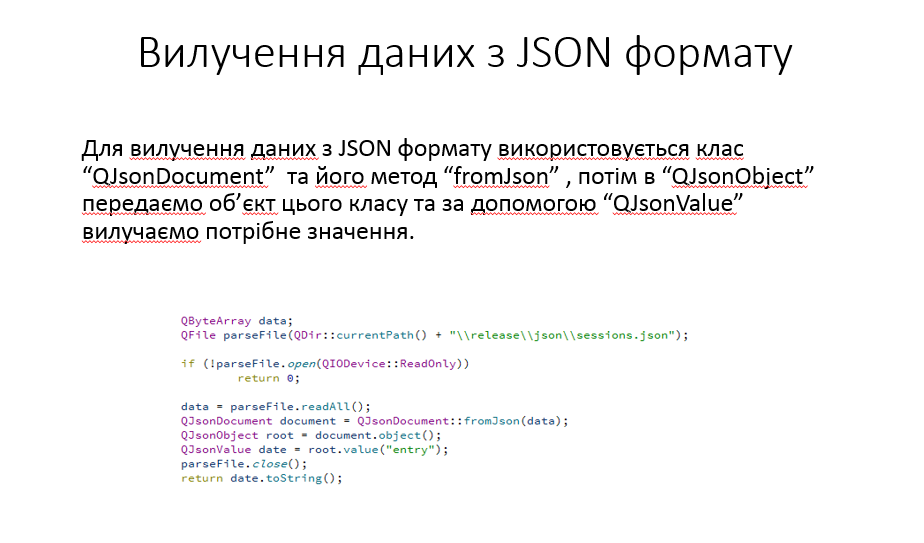 Вилучення даних з JSON формату
Для вилучення даних з JSON формату використовується клас
“QJsonDocument”  та його метод “fromJson” , потім в “QJsonObject”
передаємо об’єкт цього класу та за допомогою “QJsonValue”
вилучаємо потрібне значення.
QByteArray data;
QFile parseFile(QDir::currentPath() + "\\release\\json\\sessions.json");
if (!parseFile.open(QIODevice::ReadOnly))
        return 0;
data = parseFile.readAll();
QJsonDocument document = QJsonDocument::fromJson(data);
QJsonObject root = document.object();
QJsonValue date = root.value("entry");
parseFile.close();
return date.toString();